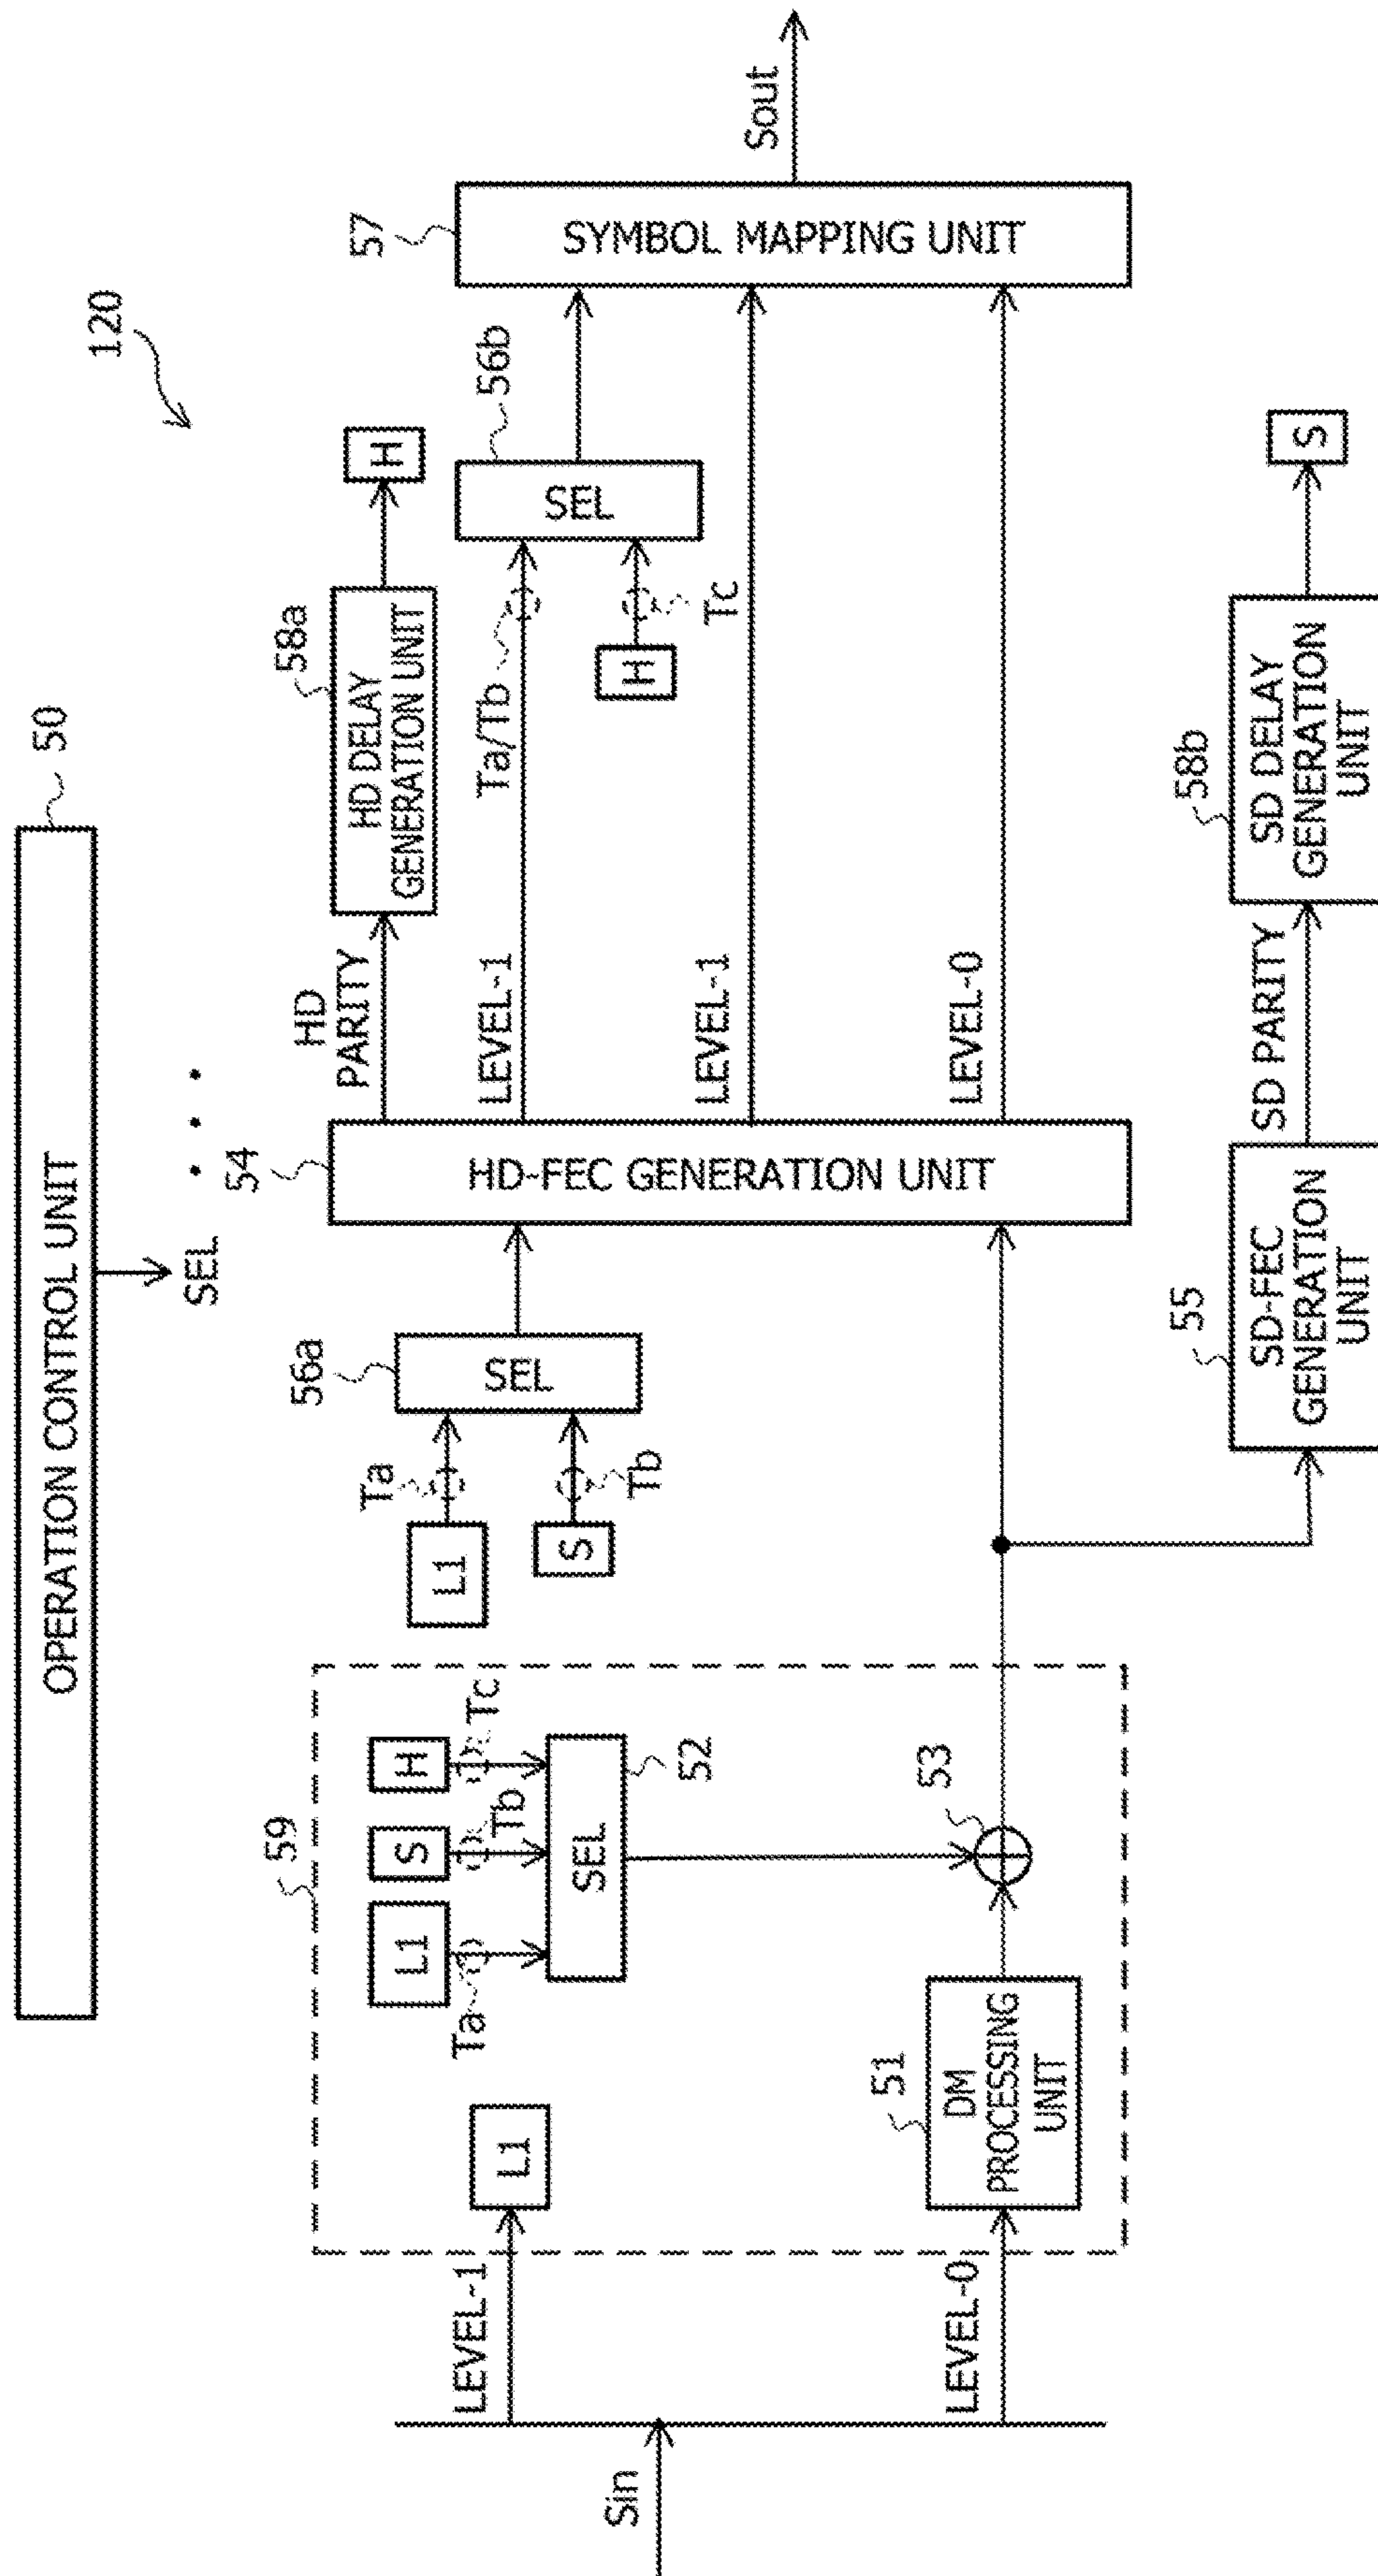 120
OPERATION CONTROL UNIT
50
SEL
• • •
Sin
LEVEL-1
LEVEL-0
59
L1
L1
S
H
Ta
Tb
Tc
SEL
52
51
DM
PROCESSING
UNIT
53
L1
S
Ta
Tb
56a
SEL
54
HD-FEC GENERATION UNIT
HD
PARITY
LEVEL-1
LEVEL-1
LEVEL-0
58a
HD DELAY
GENERATION UNIT
H
Ta/Tb
H
Tc
56b
SEL
57
SYMBOL MAPPING UNIT
Sout
55
SD-FEC
GENERATION
UNIT
SD PARITY
58b
SD DELAY
GENERATION
UNIT
S